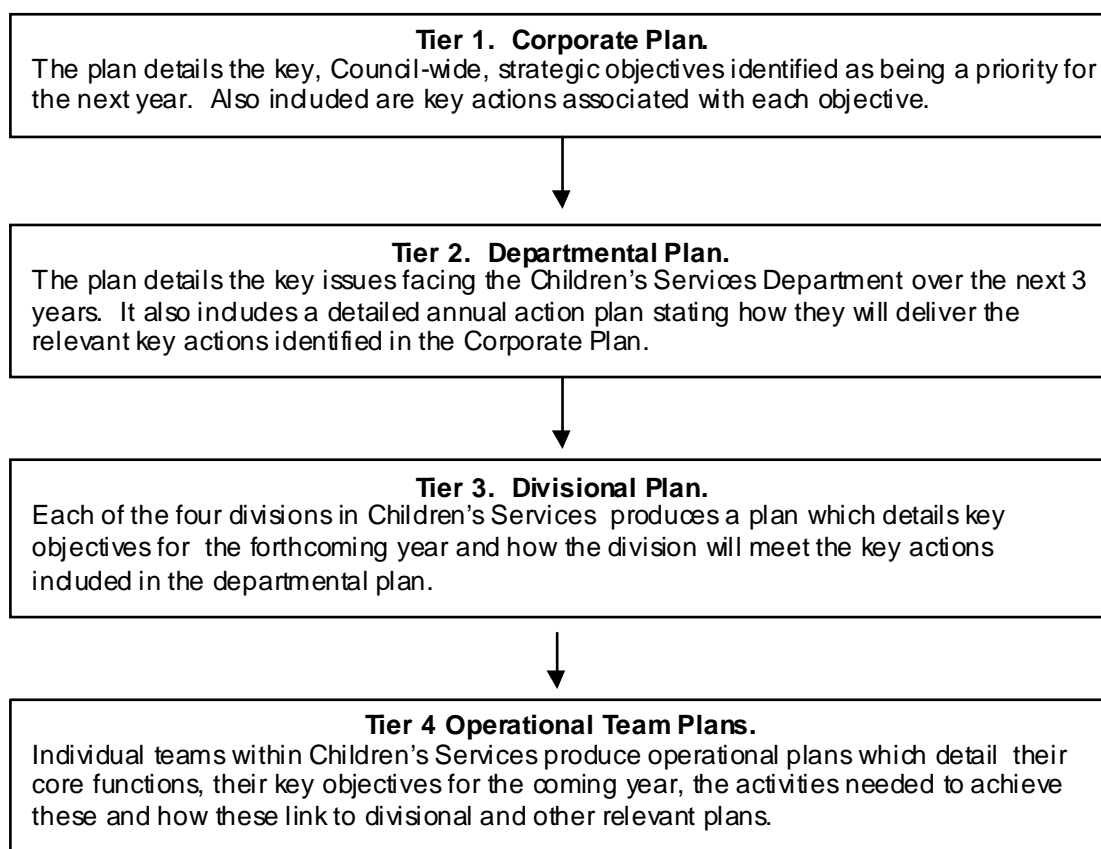 Tier 1. Corporate Plan.
The plan details the key, Council-wide, strategic objectives identified as being a priority for
the next year. Also included are key actions associated with each objective.
Tier 2. Departmental Plan.
The plan details the key issues facing the Children's Services Department over the next 3
years. It also includes a detailed annual action plan stating how they will deliver the
relevant key actions identified in the Corporate Plan.
Tier 3. Divisional Plan.
Each of the four divisions in Children's Services produces a plan which details key
objectives for the forthcoming year and how the division will meet the key actions
included in the departmental plan.
Tier 4 Operational Team Plans.
Individual teams within Children's Services produce operational plans which detail their
core functions, their key objectives for the coming year, the activities needed to achieve
these and how these link to divisional and other relevant plans.